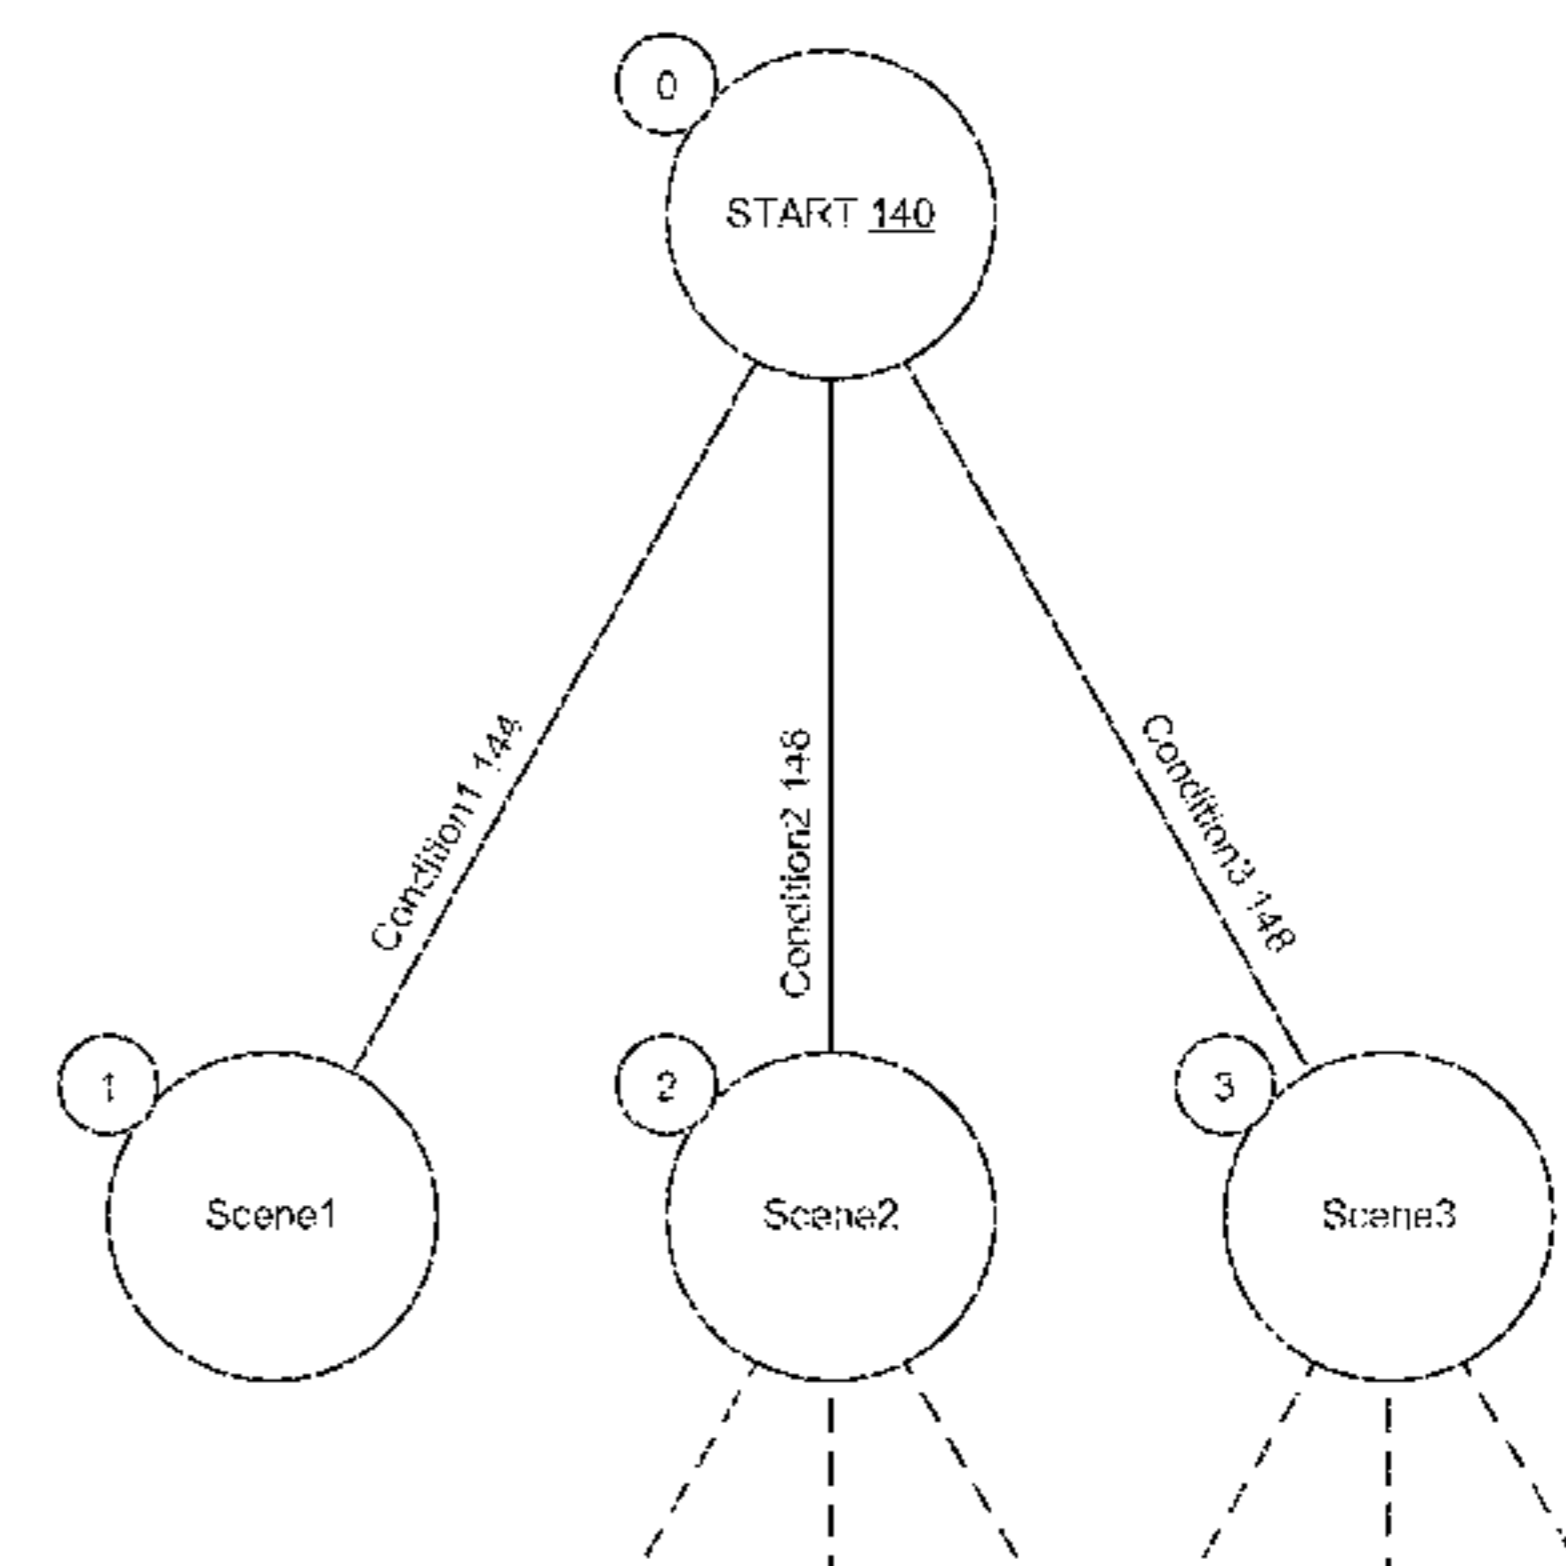 0
START 140
Condition1 144
Condition2 146
Condition3 148
1
2
3
Scene1
Scene2
Scene3